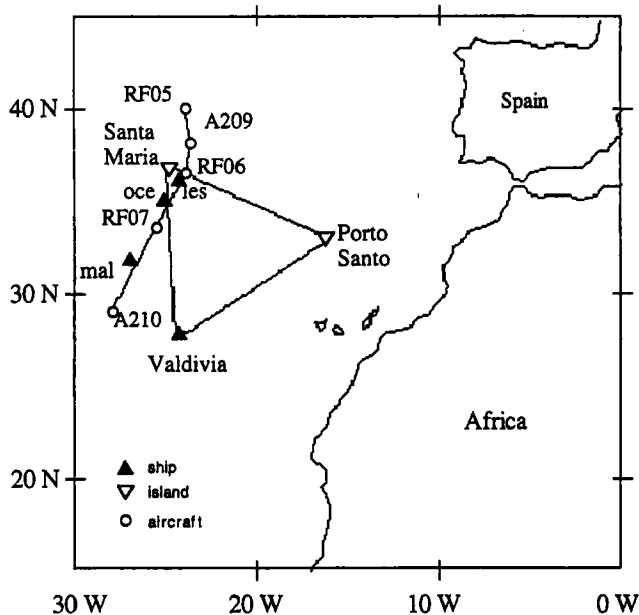 RF05
40 N
A209
Spain
Santa
Maria
RF06
oce
les
RF07
Porto
Santo
mal
30 N
A210
Valdivia
Africa
20 N
ship
island
aircraft
30 W
20 W
10 W
0 W